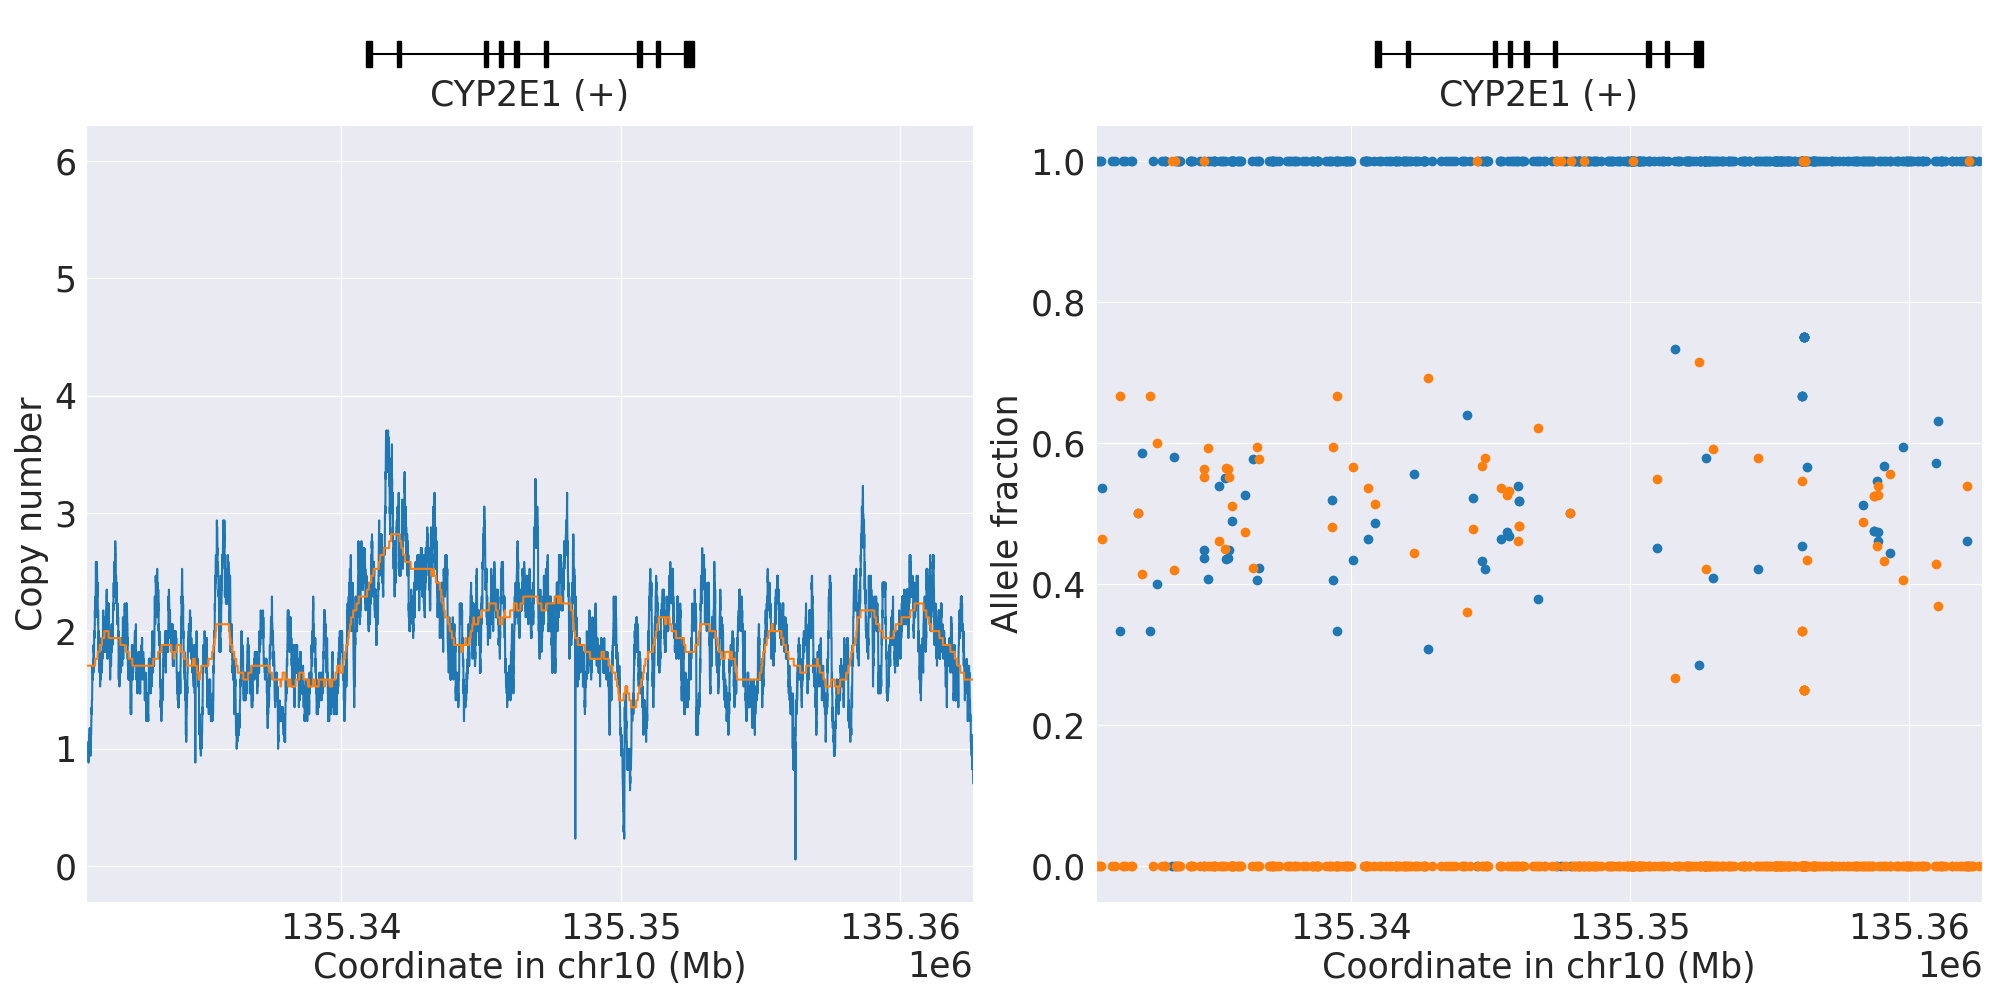 CYP2E1 (+)
6
5
4
3
2
1
0
Copy number
135.34
135.35
135.36
Coordinate in chr10 (Mb)
1e6
CYP2E1 (+)
1.0
0.8
0.6
0.4
0.2
0.0
Allele fraction
135.34
135.35
135.36
Coordinate in chr10 (Mb)
1e6